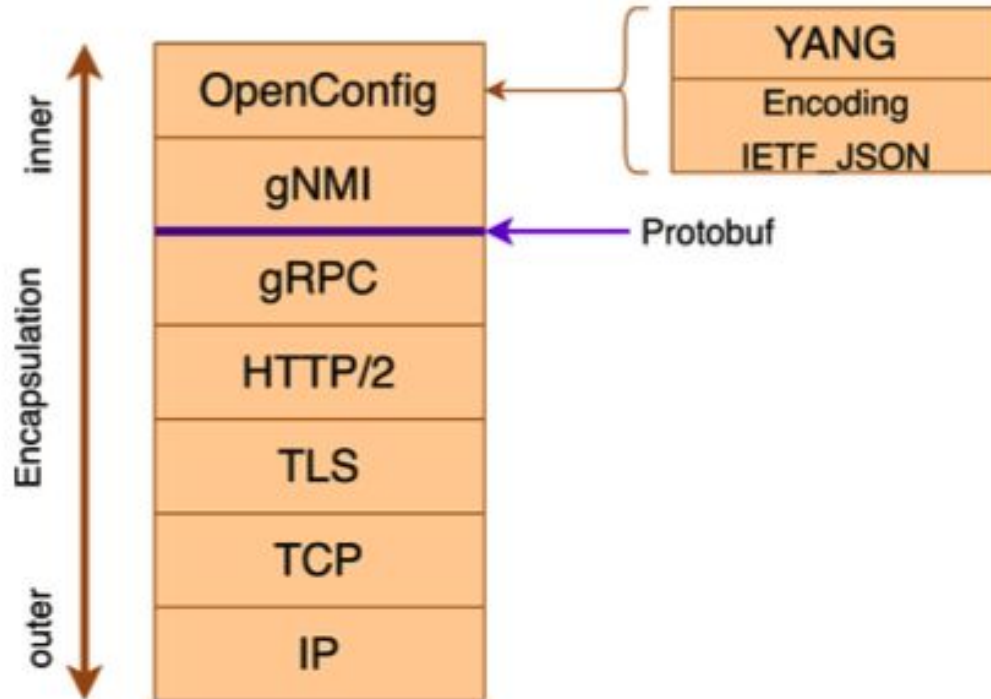 OpenConfig
gNMI
gRPC
HTTP/2
TLS
TCP
IP
YANG
Encoding
IETF_JSON
Protobuf
inner
Encapsulation
outer